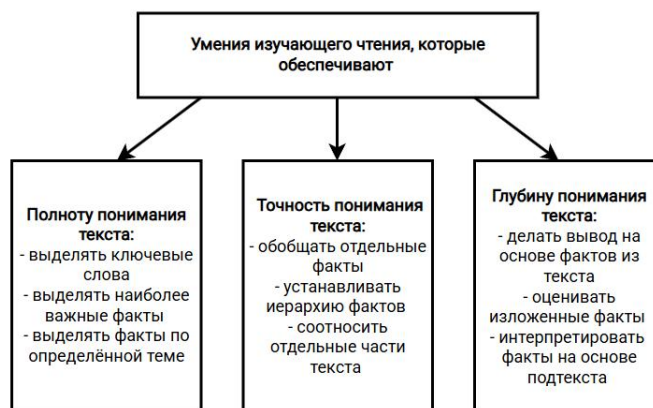 Умения изучающего чтения, которые
обеспечивают
Полноту понимания
текста:
- выделять ключевые
слова
- выделять наиболее
важные факты
- выделять факты по
определённой теме
Точность понимания
текста:
- обобщать отдельные
факты
- устанавливать
иерархию фактов
- соотносить
отдельные части
текста
Глубину понимания
текста:
- делать вывод на
основе фактов из
текста
- оценивать
изложенные факты
- интерпретировать
факты на основе
подтекста